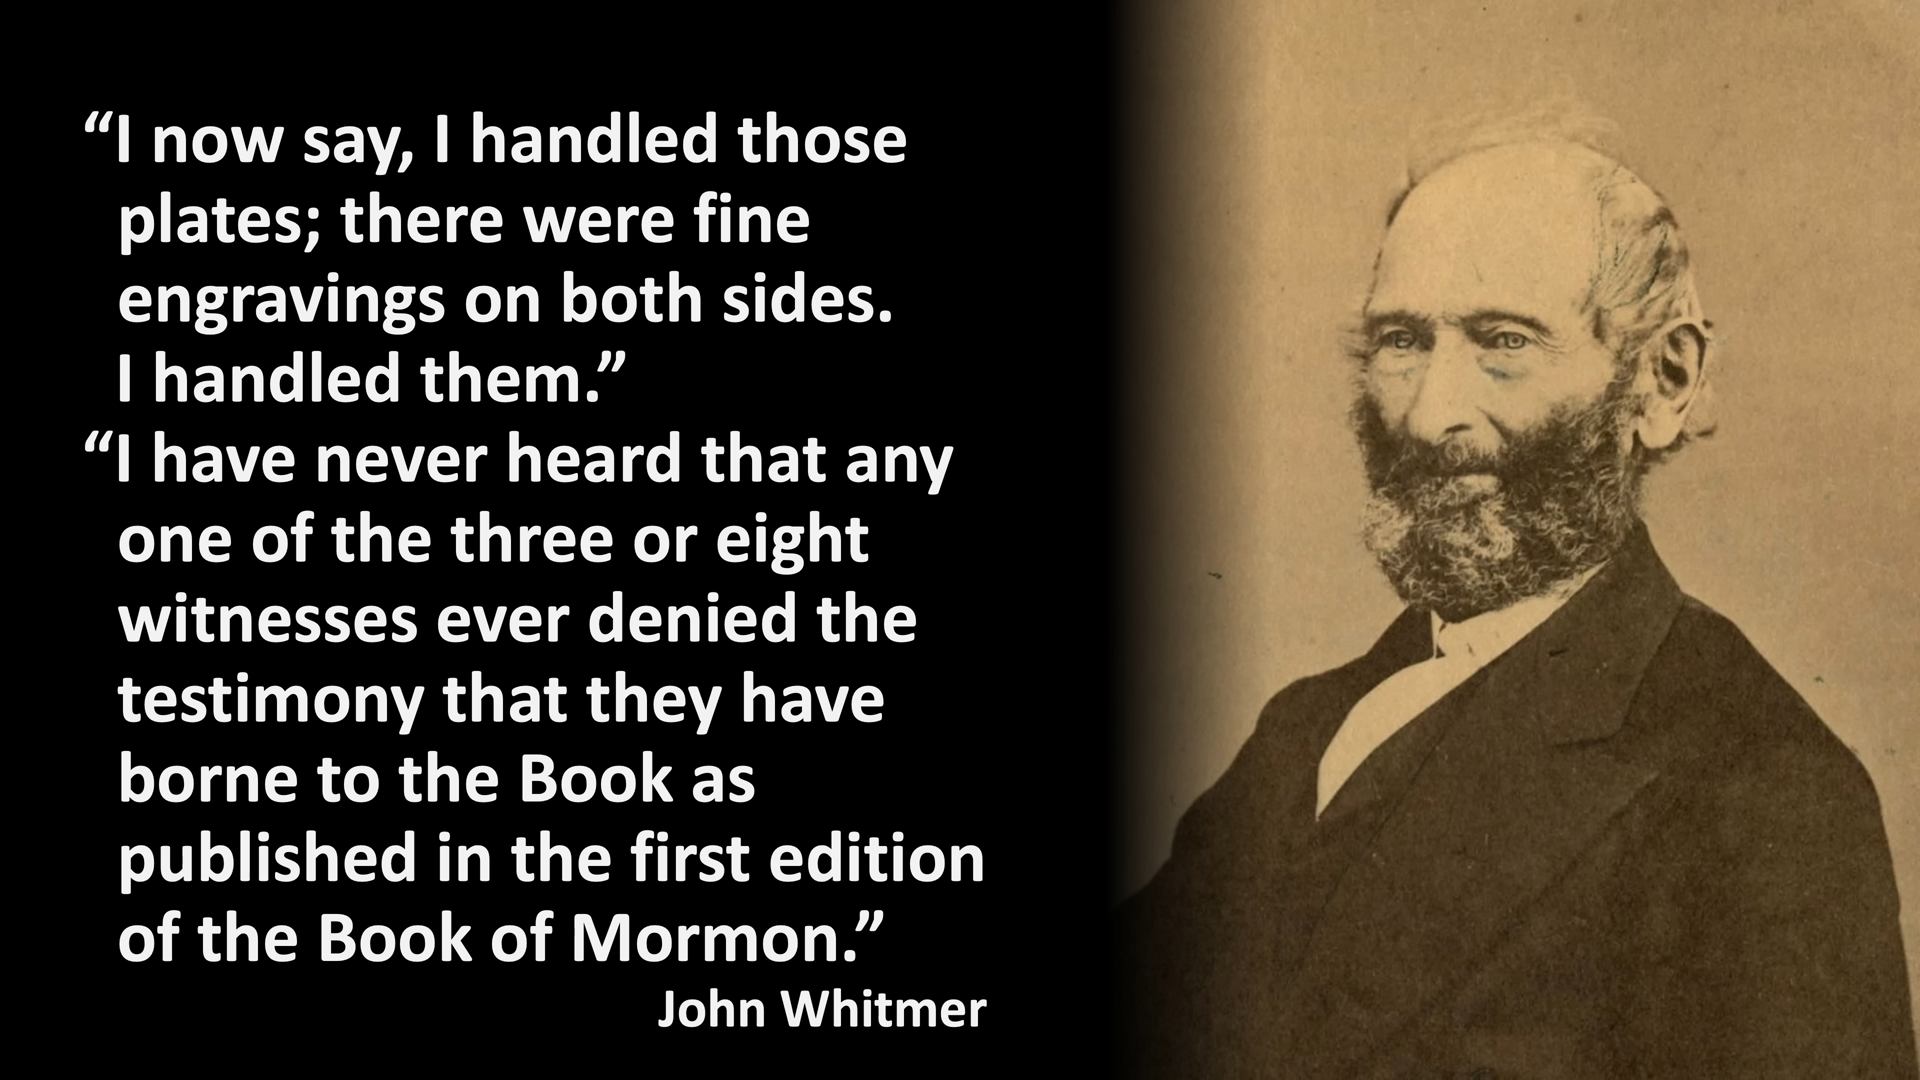 “I now say, I handled those
plates; there were fine
engravings on both sides.
I handled them.”
“I have never heard that any
one of the three or eight
witnesses ever denied the
testimony that they have
borne to the Book as
published in the first edition
of the Book of Mormon.”
John Whitmer